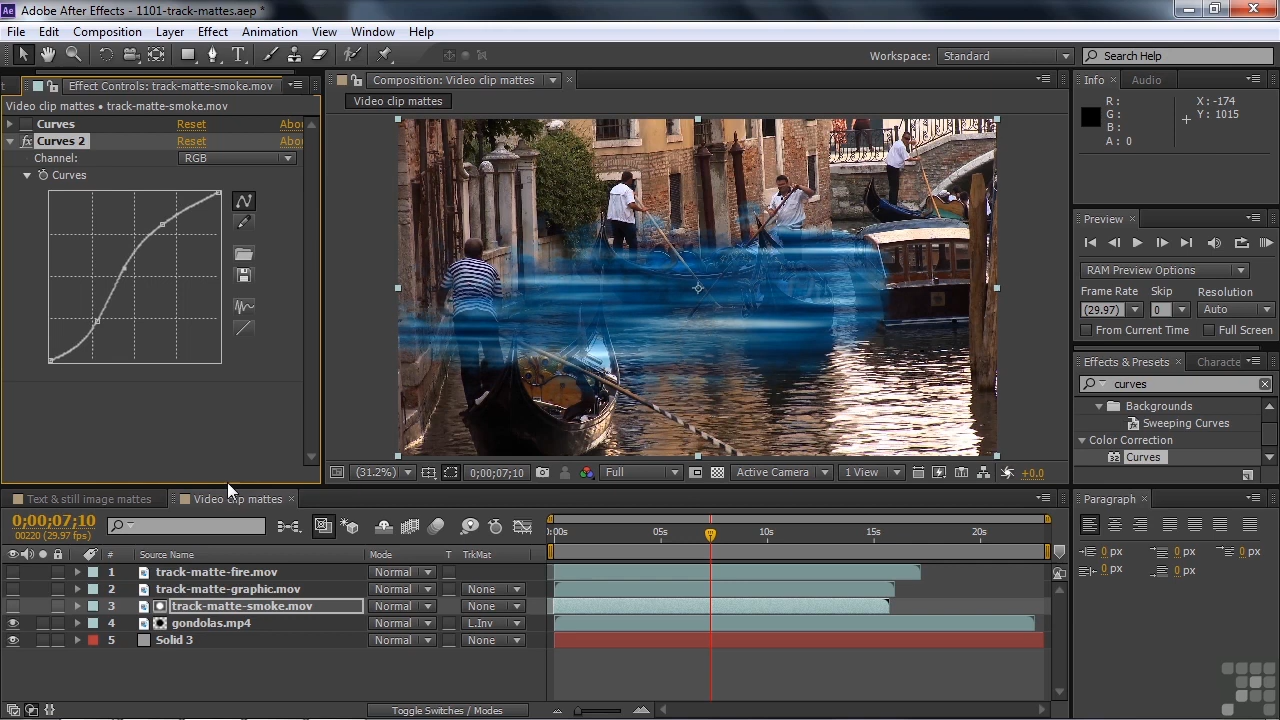 Adobe After Effects - 1101-track-mattes.aep *
File Edit Composition Layer Effect Animation View Window Help
Workspace: Standard Search Help
Effect Controls: track-matte-smoke.mov
Composition: Video clip mattes
Info Audio
Video clip mattes • track-matte-smoke.mov
Video clip mattes
Curves Reset Abou
Curves 2 Reset Abou
Channel: RGB
Curves
R: X: -174
G: Y: 1015
B:
A: 0
Preview
RAM Preview Options
Frame Rate Skip Resolution
(29.97) 0 Auto
From Current Time Full Screen
Effects & Presets Characte
curves
Backgrounds
Sweeping Curves
Color Correction
Curves
(31.2%) 0;00;07;10 Full Active Camera 1 View +0.0
Text & still image mattes Video clip mattes
Paragraph
0;00;07;10
00220 (29.97 fps)
0:00s 05s 10s 15s 20s
# Source Name Mode T TrkMat
1 track-matte-fire.mov Normal
2 track-matte-graphic.mov Normal None
3 track-matte-smoke.mov Normal None
4 gondolas.mp4 Normal L.Inv
5 Solid 3 Normal None
0 px 0 px 0 px
0 px 0 px
Toggle Switches / Modes